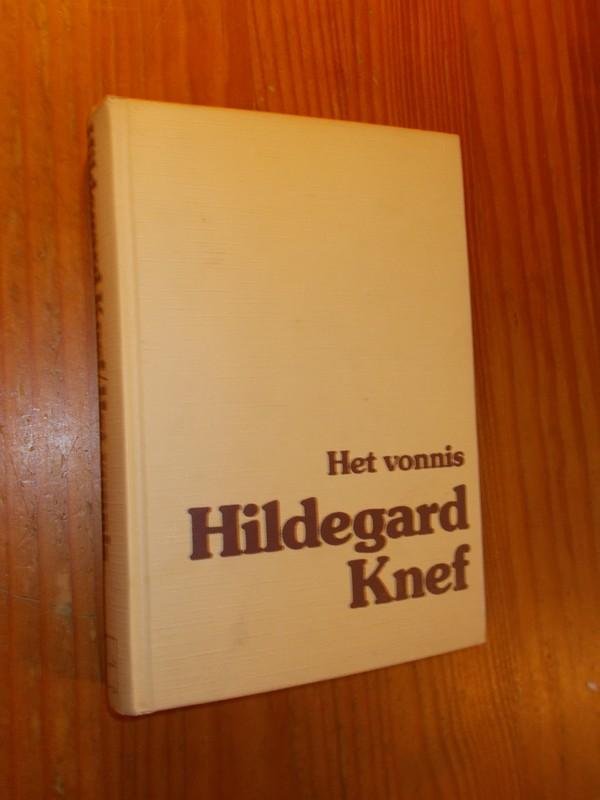 Het vonnis
Hildegard
Knef